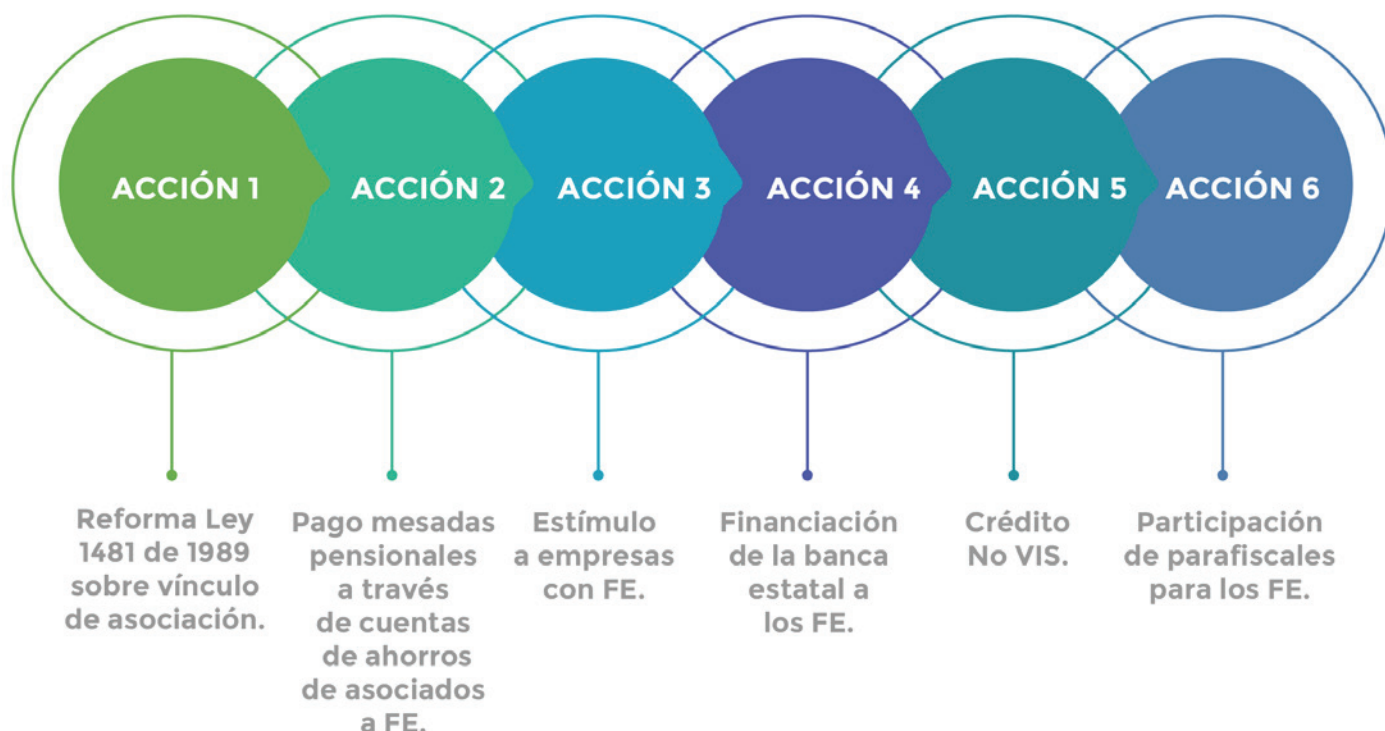 ACCIÓN 1
ACCIÓN 2
ACCIÓN 3
ACCIÓN 4
ACCIÓN 5
ACCIÓN 6
Reforma Ley
1481 de 1989
sobre vínculo
de asociación.
Pago mesadas
pensionales
a través
de cuentas
de ahorros
de asociados
a FE.
Estímulo
a empresas
con FE.
Financiación
de la banca
estatal a
los FE.
Crédito
No VIS.
Participación
de parafiscales
para los FE.